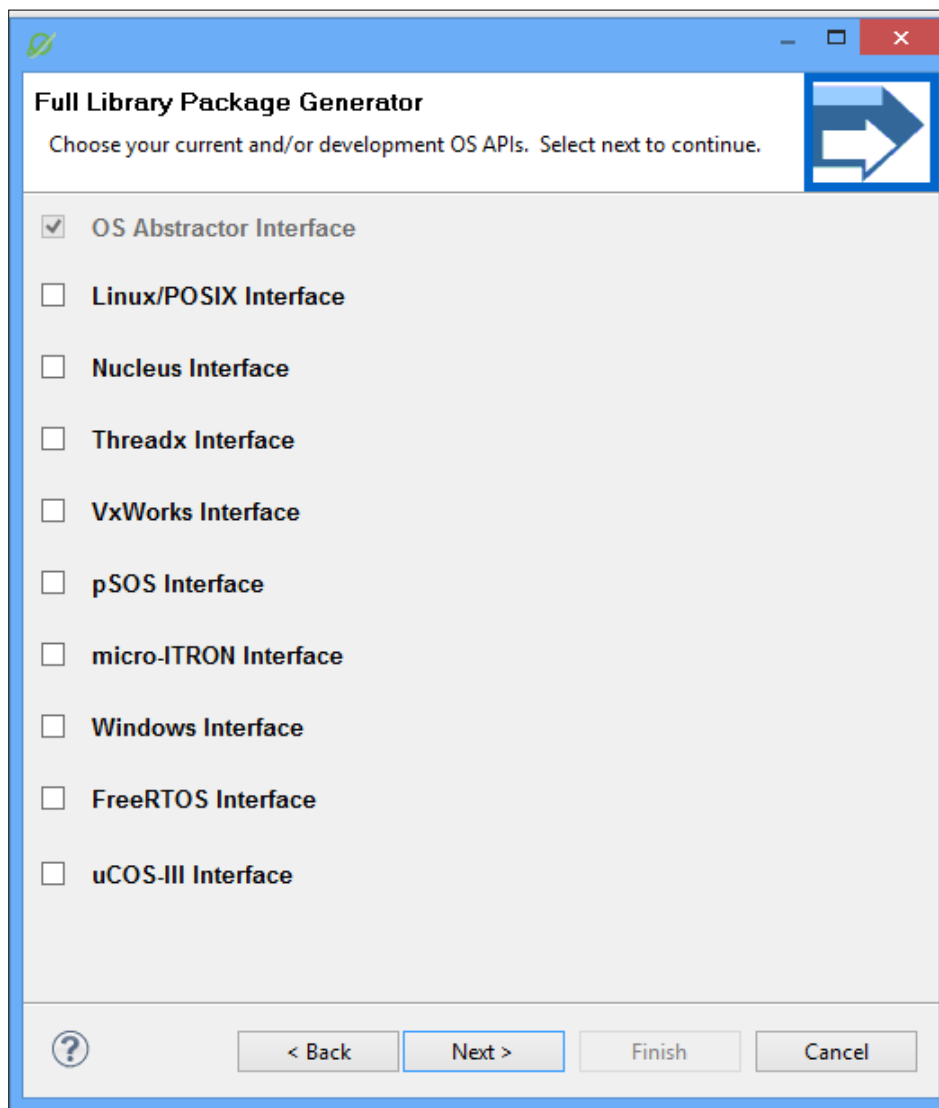 Full Library Package Generator
Choose your current and/or development OS APIs. Select next to continue.
OS Abstractor Interface
Linux/POSIX Interface
Nucleus Interface
Threadx Interface
VxWorks Interface
pSOS Interface
micro-ITRON Interface
Windows Interface
FreeRTOS Interface
uCOS-III Interface
? < Back Next > Finish Cancel